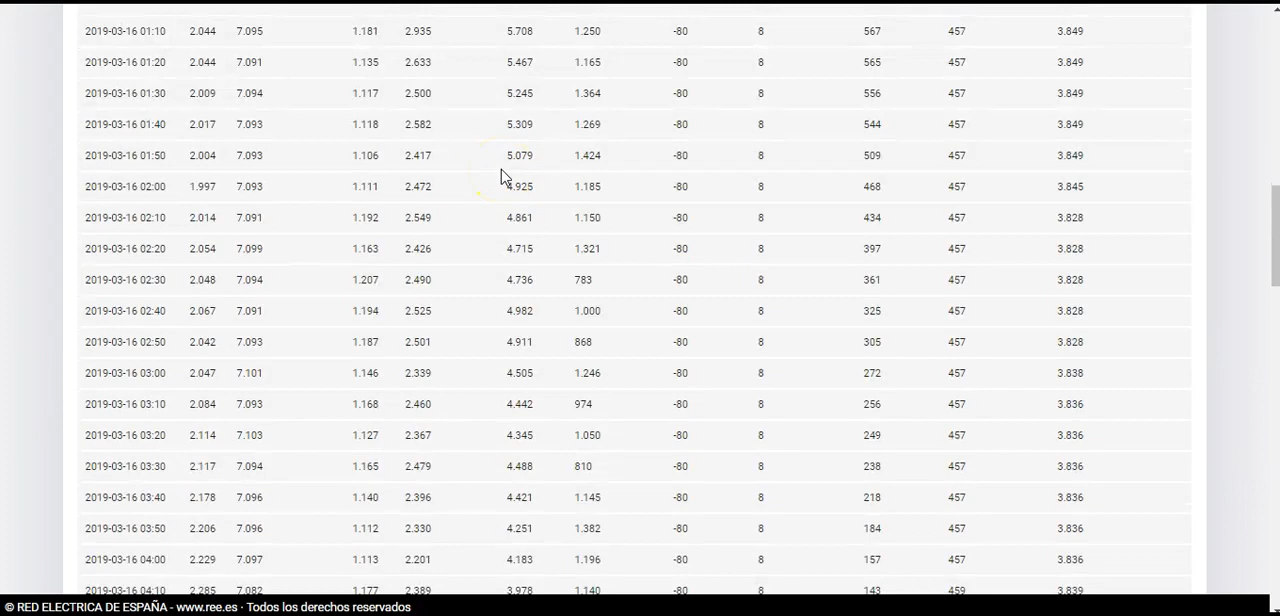 2019-03-16 01:10 2.044 7.095 1.181 2.935 5.708 1.250 -80 8 567 457 3.849
2019-03-16 01:20 2.044 7.091 1.135 2.633 5.467 1.165 -80 8 565 457 3.849
2019-03-16 01:30 2.009 7.094 1.117 2.500 5.245 1.364 -80 8 556 457 3.849
2019-03-16 01:40 2.017 7.093 1.118 2.582 5.309 1.269 -80 8 544 457 3.849
2019-03-16 01:50 2.004 7.093 1.106 2.417 5.079 1.424 -80 8 509 457 3.849
2019-03-16 02:00 1.997 7.093 1.111 2.472 4.925 1.185 -80 8 468 457 3.845
2019-03-16 02:10 2.014 7.091 1.192 2.549 4.861 1.150 -80 8 434 457 3.828
2019-03-16 02:20 2.054 7.099 1.163 2.426 4.715 1.321 -80 8 397 457 3.828
2019-03-16 02:30 2.048 7.094 1.207 2.490 4.736 783 -80 8 361 457 3.828
2019-03-16 02:40 2.067 7.091 1.194 2.525 4.982 1.000 -80 8 325 457 3.828
2019-03-16 02:50 2.042 7.093 1.187 2.501 4.911 868 -80 8 305 457 3.828
2019-03-16 03:00 2.047 7.101 1.146 2.339 4.505 1.246 -80 8 272 457 3.838
2019-03-16 03:10 2.084 7.093 1.168 2.460 4.442 974 -80 8 256 457 3.836
2019-03-16 03:20 2.114 7.103 1.127 2.367 4.345 1.050 -80 8 249 457 3.836
2019-03-16 03:30 2.117 7.094 1.165 2.479 4.488 810 -80 8 238 457 3.836
2019-03-16 03:40 2.178 7.096 1.140 2.396 4.421 1.145 -80 8 218 457 3.836
2019-03-16 03:50 2.206 7.096 1.112 2.330 4.251 1.382 -80 8 184 457 3.836
2019-03-16 04:00 2.229 7.097 1.113 2.201 4.183 1.196 -80 8 157 457 3.836
2019-03-16 04:10 2.285 7.082 1.177 2.389 3.978 1.140 -80 8 143 459 3.839
© RED ELECTRICA DE ESPAÑA - www.ree.es · Todos los derechos reservados